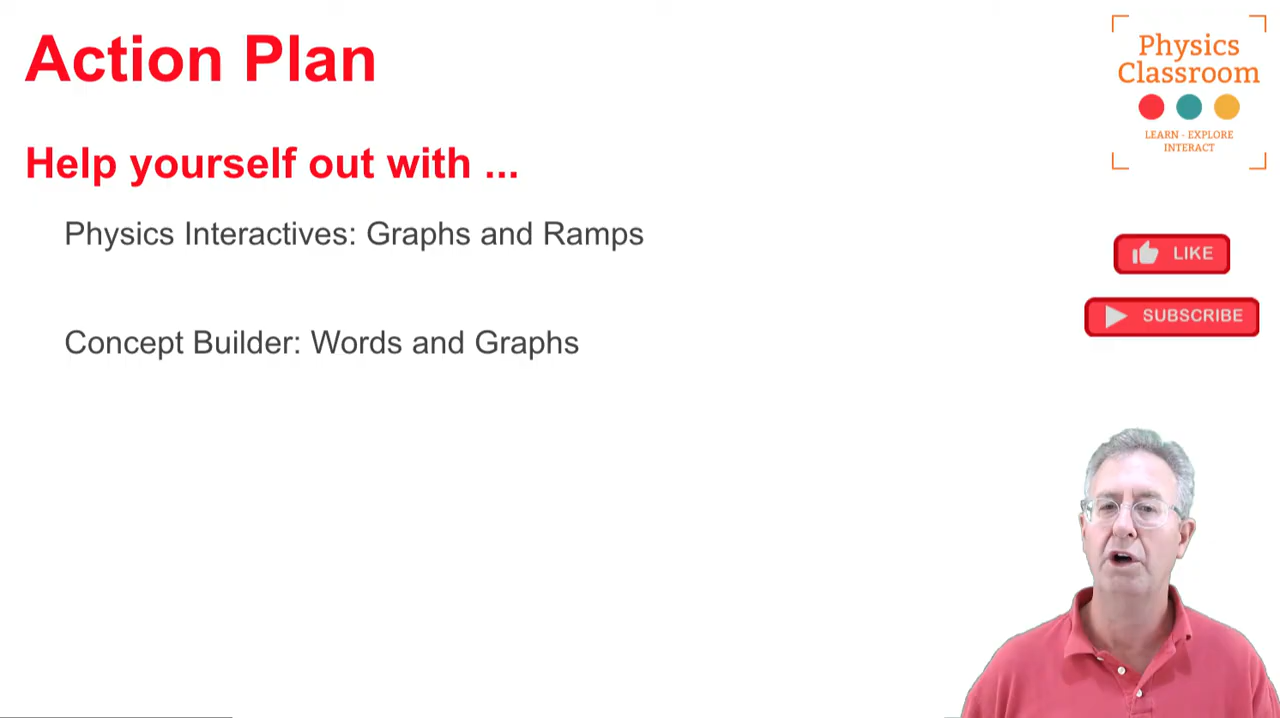 Action Plan
Help yourself out with ...
Physics Interactives: Graphs and Ramps
Concept Builder: Words and Graphs
Physics
Classroom
LEARN - EXPLORE
INTERACT
LIKE
SUBSCRIBE